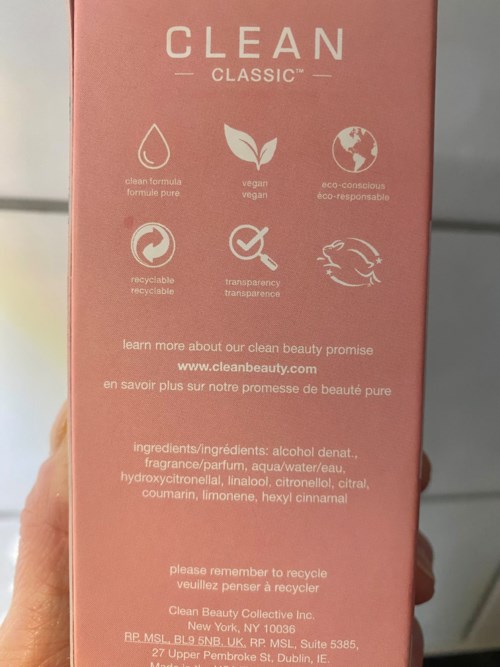 CLEAN
CLASSIC™
clean formula
formule pure
vegan
vegan
eco-conscious
éco-responsable
recyclable
recyclable
transparency
transparence
learn more about our clean beauty promise
www.cleanbeauty.com
en savoir plus sur notre promesse de beauté pure
ingredients/ingrédients: alcohol denat.,
fragrance/parfum, aqua/water/eau,
hydroxycitronellal, linalool, citronellol, citral,
coumarin, limonene, hexyl cinnamal
please remember to recycle
veuillez penser à recycler
Clean Beauty Collective Inc.
New York, NY 10036
RP. MSL, BL9 5NB, UK. RP. MSL, Suite 5385,
27 Upper Pembroke St, Dublin, IE.
Made in the